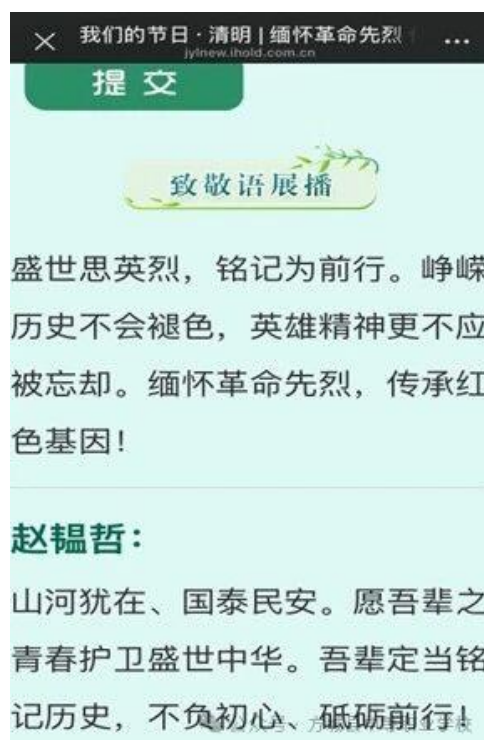 我们的节日·清明 | 缅怀革命先烈
jylnew.ihold.com.cn
提 交
致敬语展播
盛世思英烈，铭记为前行。峥嵘
历史不会褪色，英雄精神更不应
被忘却。缅怀革命先烈，传承红
色基因！
赵韫哲：
山河犹在、国泰民安。愿吾辈之
青春护卫盛世中华。吾辈定当铭
记历史，不负初心、砥砺前行！